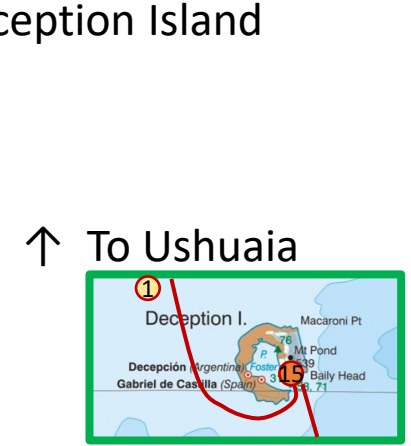 ception Island
↑ To Ushuaia
1
Deception I.
Macaroni Pt
76
P.
Foster
Mt Pond
539
Decepción (Argentina)
3
15
Baily Head
Gabriel de Castilla (Spain)
71